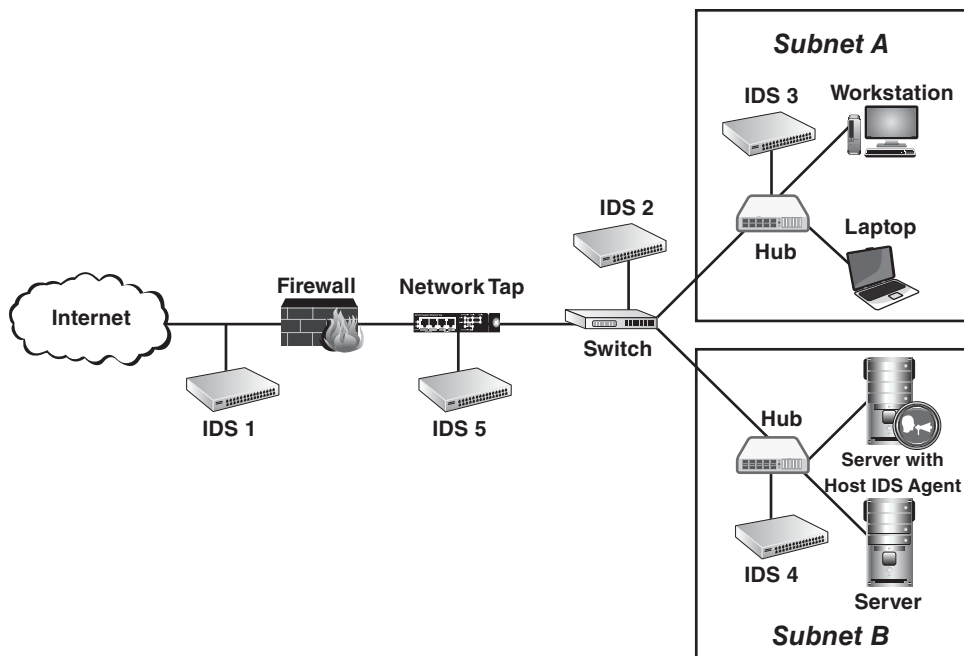 Subnet A
IDS 3
Workstation
IDS 2
Hub
Laptop
Internet
Firewall
Network Tap
Switch
IDS 1
IDS 5
Hub
Server with
Host IDS Agent
IDS 4
Server
Subnet B